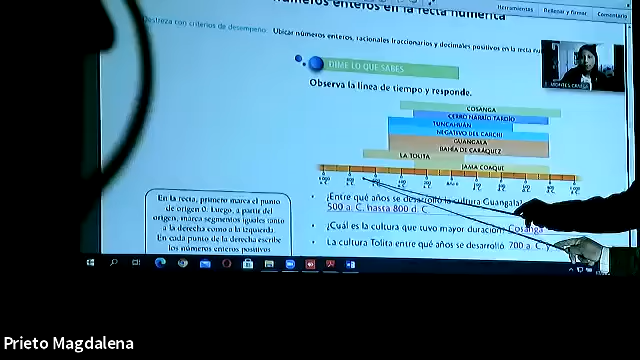 números enteros en la recta numérica
Herramientas
Rellenar y firmar
Comentario
Destreza con criterios de desempeño: Ubicar números enteros, racionales fraccionarios y decimales positivos en la recta nu
MONTES CAMILA
DIME LO QUE SABES
Observa la línea de tiempo y responde.
COSANGA
CERRO NARRÍO TARDÍO
TUNCAHUÁN
NEGATIVO DEL CARCHI
GUANGALA
BAHÍA DE CARÁQUEZ
LA TOLITA
JAMA COAQUE
En la recta, primero marca el punto
de origen 0. Luego, a partir del
origen, marca segmentos iguales tanto
a la derecha como a la izquierda.
En cada punto de la derecha escribe
los números enteros positivos
• ¿Entre qué años se desarrolló la cultura Guangala?
500 a. C. hasta 800 d. C.
• ¿Cuál es la cultura que tuvo mayor duración? Cosanga
• La cultura Tolita entre qué años se desarrolló 700 a. C. y
Prieto Magdalena